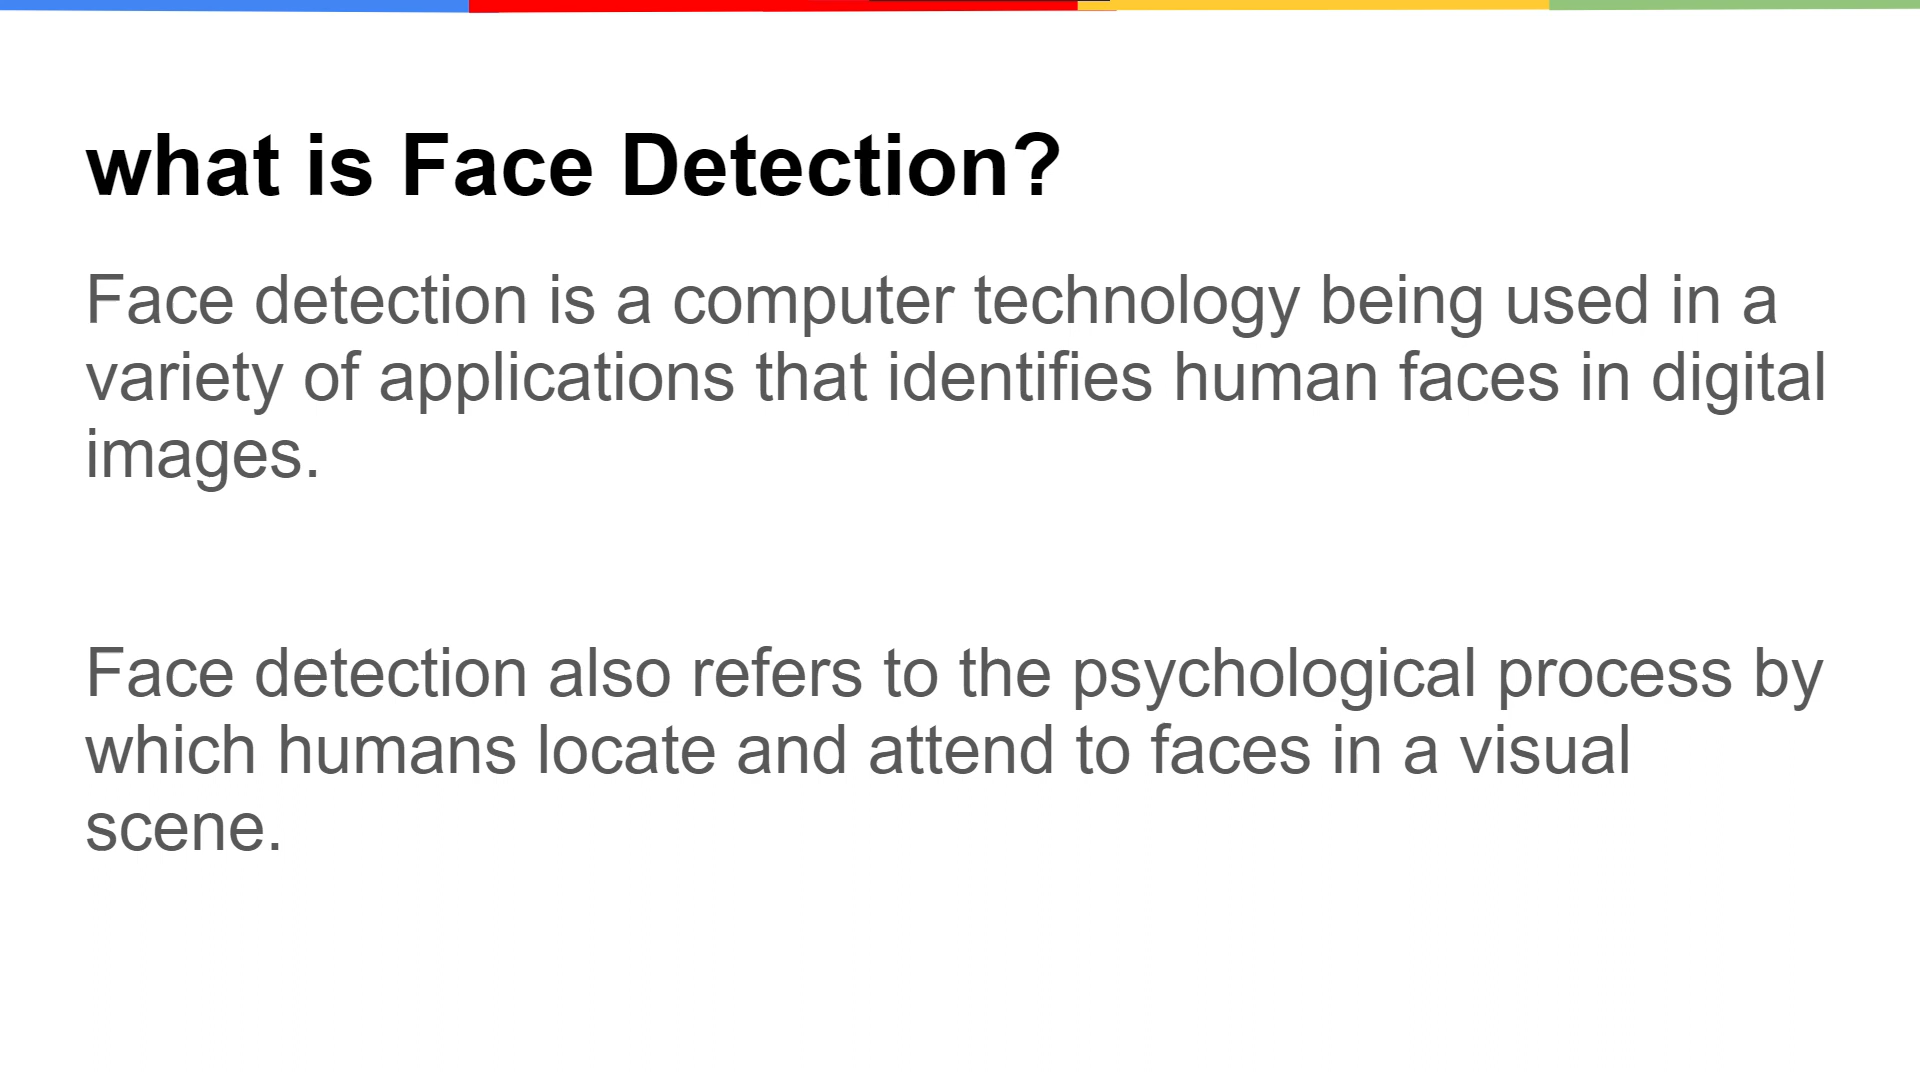 what is Face Detection?
Face detection is a computer technology being used in a
variety of applications that identifies human faces in digital
images.
Face detection also refers to the psychological process by
which humans locate and attend to faces in a visual
scene.